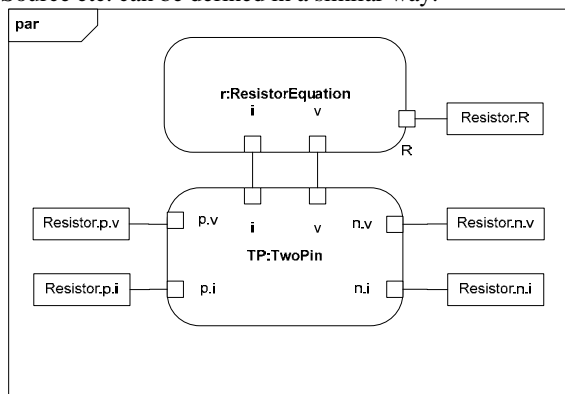 Source etc. can be defined in a similar way.
par
r:ResistorEquation
i v
Resistor.R
R
i v
Resistor.p.v p.v n.v Resistor.n.v
TP:TwoPin
Resistor.p.i p.i n.i Resistor.n.i